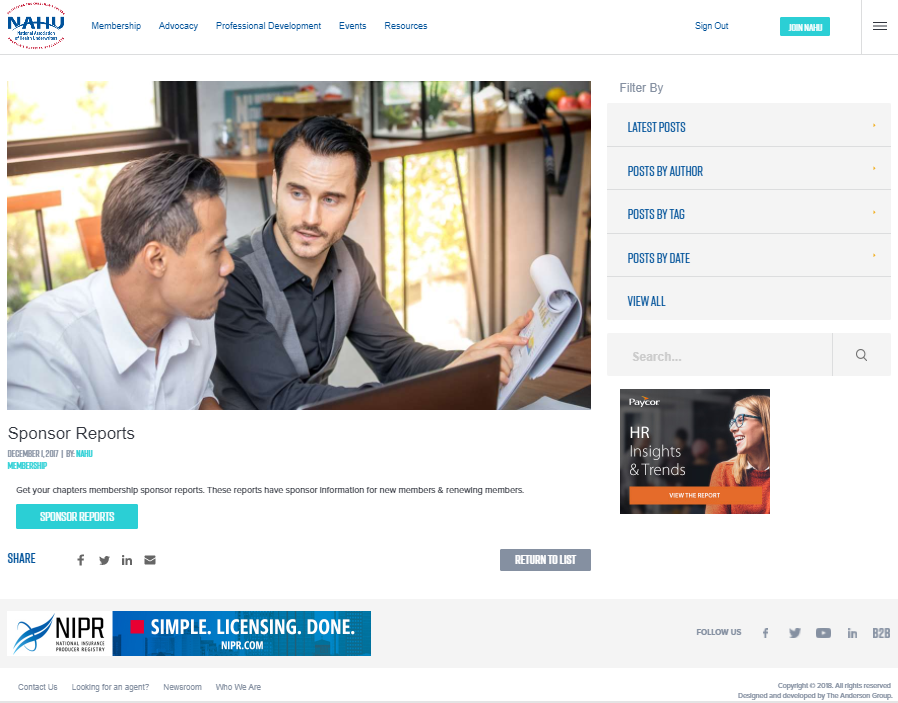 NAHU
National Association
of Health Underwriters
Membership
Advocacy
Professional Development
Events
Resources
Sign Out
JOIN NAHU
Filter By
LATEST POSTS
POSTS BY AUTHOR
POSTS BY TAG
POSTS BY DATE
VIEW ALL
Search...
Paycor
HR
Insights
& Trends
VIEW THE REPORT
Sponsor Reports
DECEMBER 1, 2017 | BY: NAHU
MEMBERSHIP
Get your chapters membership sponsor reports. These reports have sponsor information for new members & renewing members.
SPONSOR REPORTS
SHARE
RETURN TO LIST
NIPR
NATIONAL INSURANCE
PRODUCER REGISTRY
SIMPLE. LICENSING. DONE.
NIPR.COM
FOLLOW US
B2B
Contact Us
Looking for an agent?
Newsroom
Who We Are
Copyright © 2018. All rights reserved
Designed and developed by The Anderson Group.